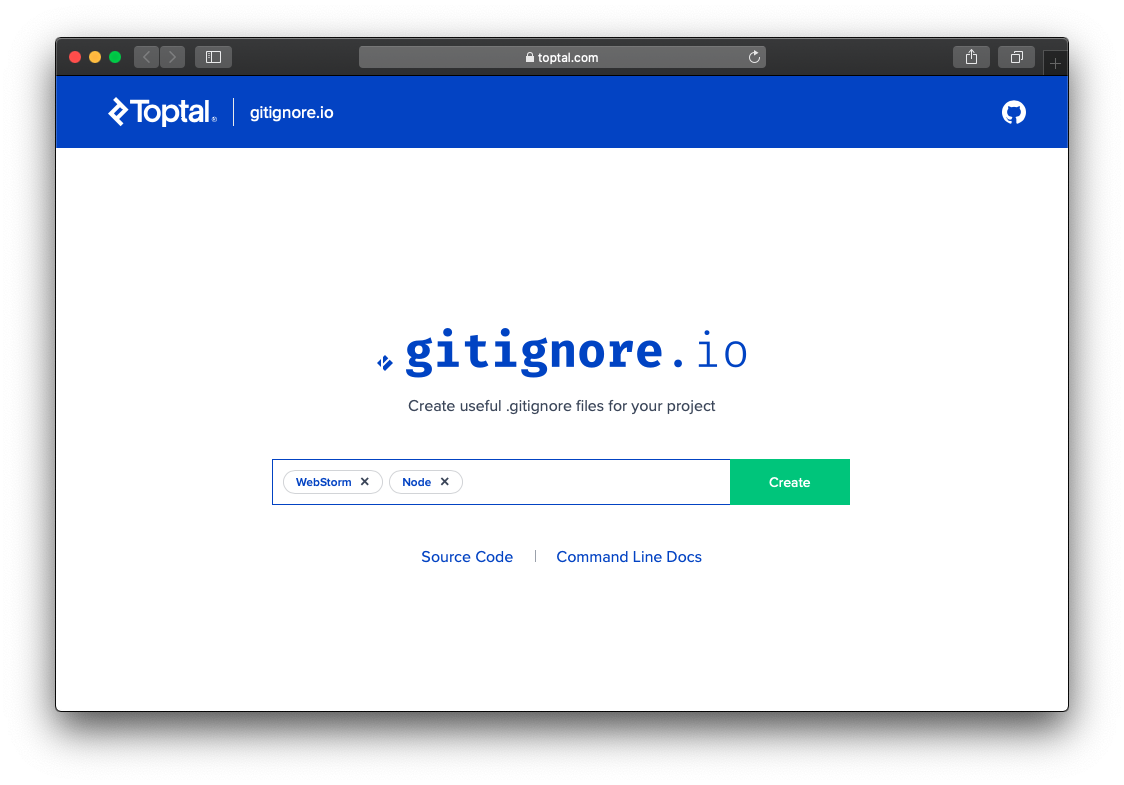 toptal.com
Toptal® gitignore.io
gitignore.io
Create useful .gitignore files for your project
WebStorm ✕ Node ✕ Create
Source Code | Command Line Docs